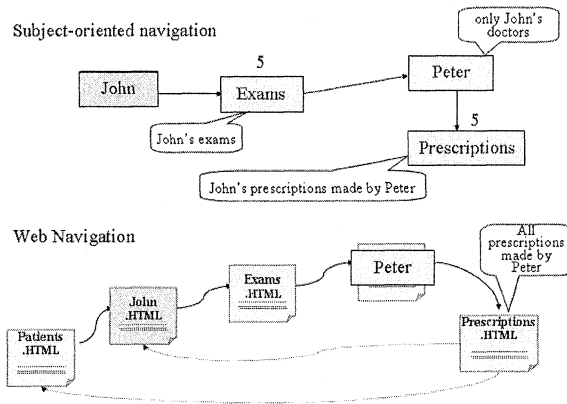 Subject-oriented navigation
only John's
doctors
5
John
Exams
Peter
John's exams
5
Prescriptions
John's prescriptions made by Peter
Web Navigation
All
prescriptions
made by
Peter
Peter
Exams
.HTML
John
.HTML
Prescriptions
.HTML
Patients
.HTML